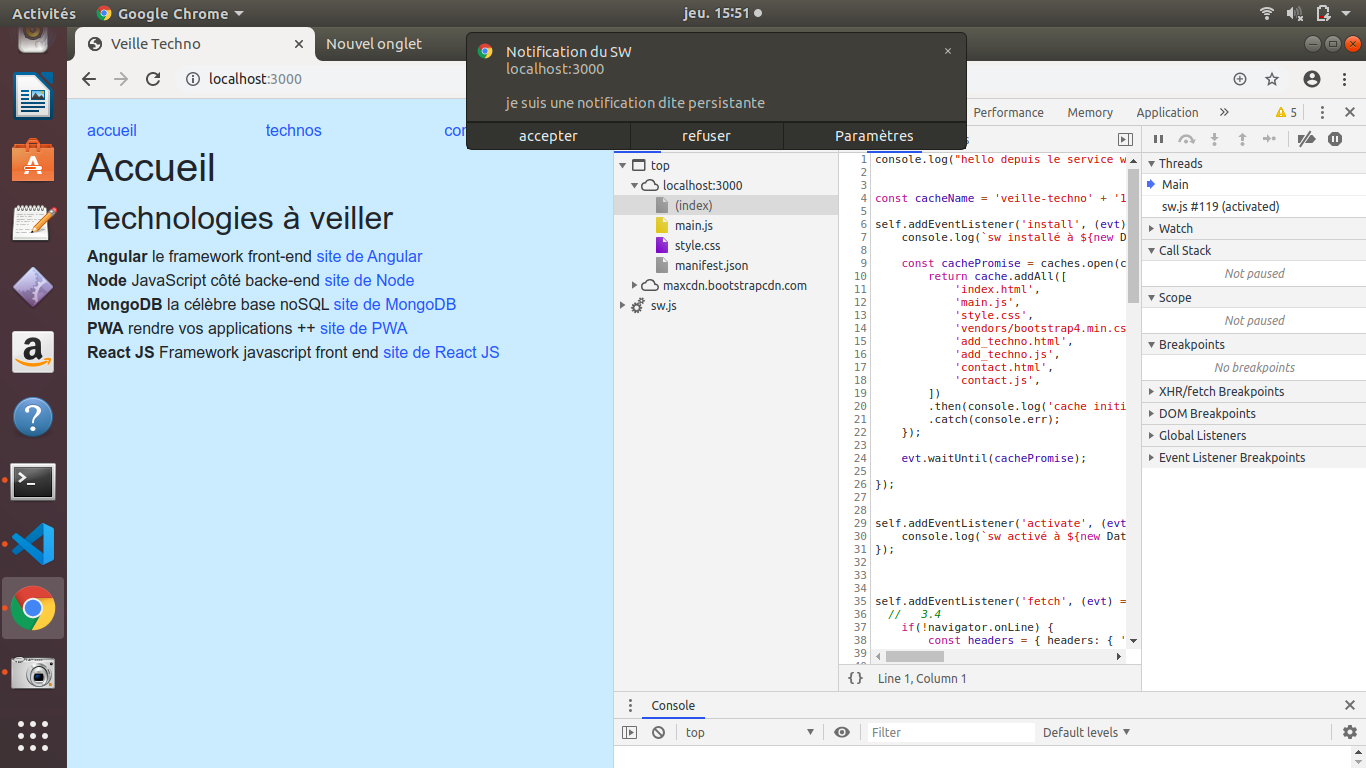 Activités
Google Chrome
jeu. 15:51
Veille Techno
Nouvel onglet
localhost:3000
Notification du SW
localhost:3000
je suis une notification dite persistante
accepter
refuser
Paramètres
accueil
technos
Accueil
Technologies à veiller
Angular le framework front-end site de Angular
Node JavaScript côté backe-end site de Node
MongoDB la célèbre base noSQL site de MongoDB
PWA rendre vos applications ++ site de PWA
React JS Framework javascript front end site de React JS
Performance
Memory
Application
»
5
top
localhost:3000
(index)
main.js
style.css
manifest.json
maxcdn.bootstrapcdn.com
sw.js
1 console.log("hello depuis le service w
2
3
4 const cacheName = 'veille-techno' + '1
5
6 self.addEventListener('install', (evt)
7 console.log(`sw installé à ${new Da
8
9 const cachePromise = caches.open(c
10 return cache.addAll([
11 'index.html',
12 'main.js',
13 'style.css',
14 'vendors/bootstrap4.min.cs
15 'add_techno.html',
16 'add_techno.js',
17 'contact.html',
18 'contact.js',
19 ])
20 .then(console.log('cache initi
21 .catch(console.err);
22 });
23
24 evt.waitUntil(cachePromise);
25
26 });
27
28
29 self.addEventListener('activate', (evt
30 console.log(`sw activé à ${new Dat
31 });
32
33
34
35 self.addEventListener('fetch', (evt) =
36 // 3.4
37 if(!navigator.onLine) {
38 const headers = { headers: { '
39
{} Line 1, Column 1
Threads
Main
sw.js #119 (activated)
Watch
Call Stack
Not paused
Scope
Not paused
Breakpoints
No breakpoints
XHR/fetch Breakpoints
DOM Breakpoints
Global Listeners
Event Listener Breakpoints
Console
top
Filter
Default levels